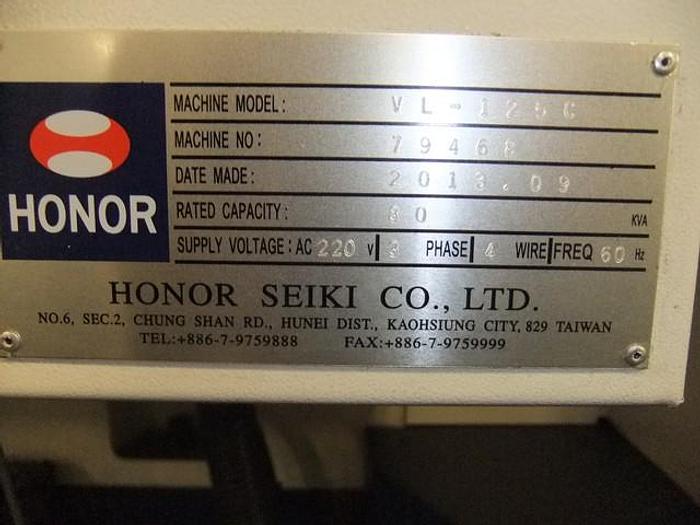 HONOR
MACHINE MODEL: VL-125C
MACHINE NO: 79468
DATE MADE: 2013.09
RATED CAPACITY: 80 KVA
SUPPLY VOLTAGE: AC 220 V 3 PHASE 4 WIRE FREQ 60 Hz
HONOR SEIKI CO., LTD.
NO.6, SEC.2, CHUNG SHAN RD., HUNEI DIST., KAOHSIUNG CITY, 829 TAIWAN
TEL:+886-7-9759888 FAX:+886-7-9759999